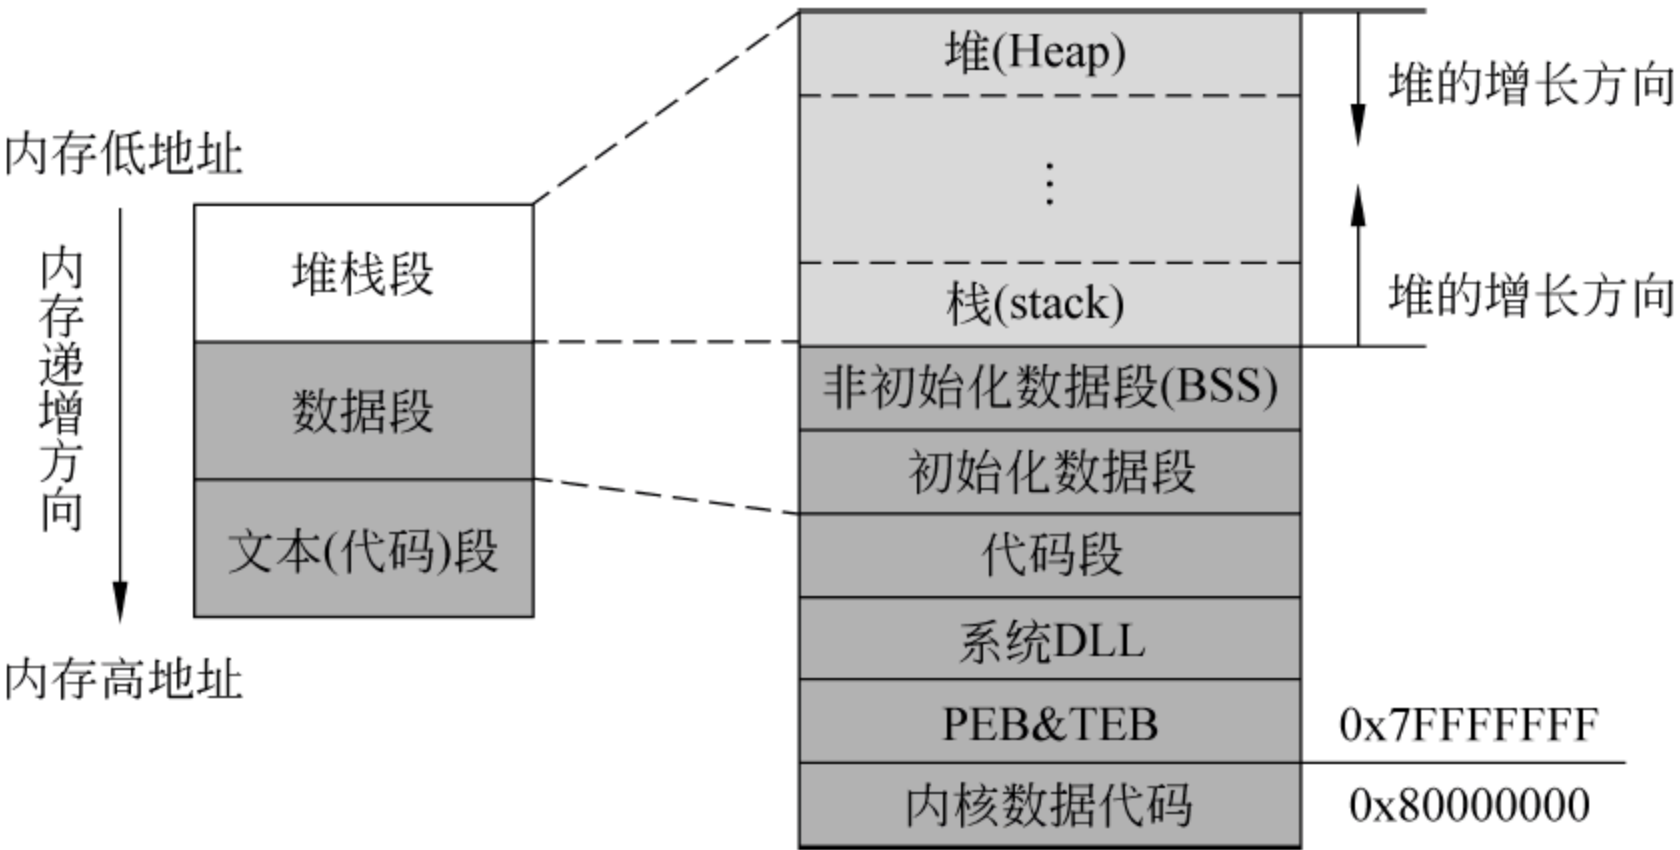 内存低地址
内存递增方向
内存高地址
堆栈段
数据段
文本(代码)段
堆(Heap)
⋮
栈(stack)
非初始化数据段(BSS)
初始化数据段
代码段
系统DLL
PEB&TEB
内核数据代码
堆的增长方向
堆的增长方向
0x7FFFFFFF
0x80000000